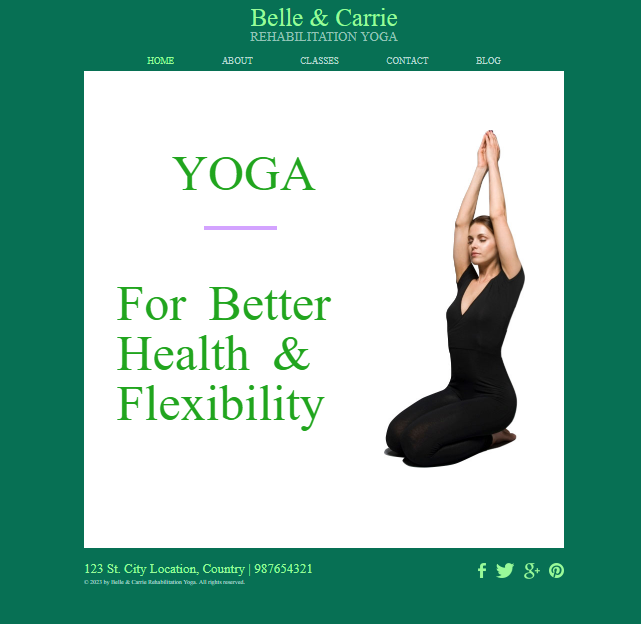 Belle & Carrie
REHABILITATION YOGA
HOME ABOUT CLASSES CONTACT BLOG
YOGA
For Better
Health &
Flexibility
123 St. City Location, Country | 987654321
© 2023 by Belle & Carrie Rehabilitation Yoga. All rights reserved.